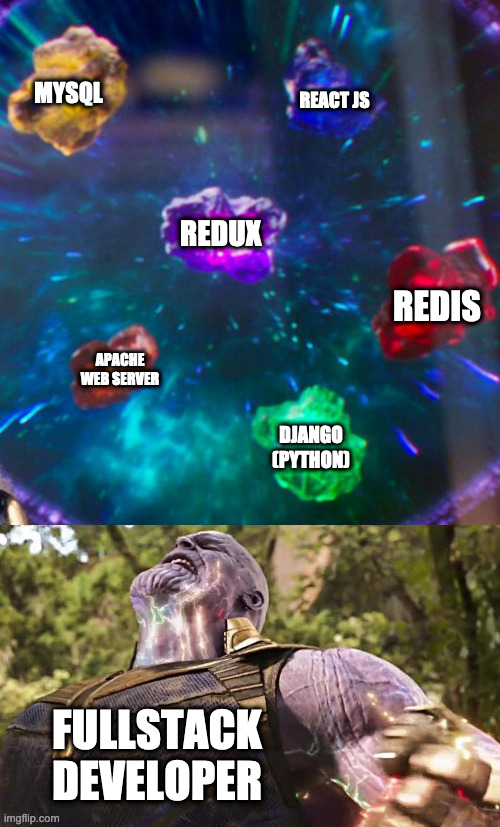 MYSQL
REACT JS
REDUX
REDIS
APACHE
WEB SERVER
DJANGO
(PYTHON)
FULLSTACK
DEVELOPER
imgflip.com